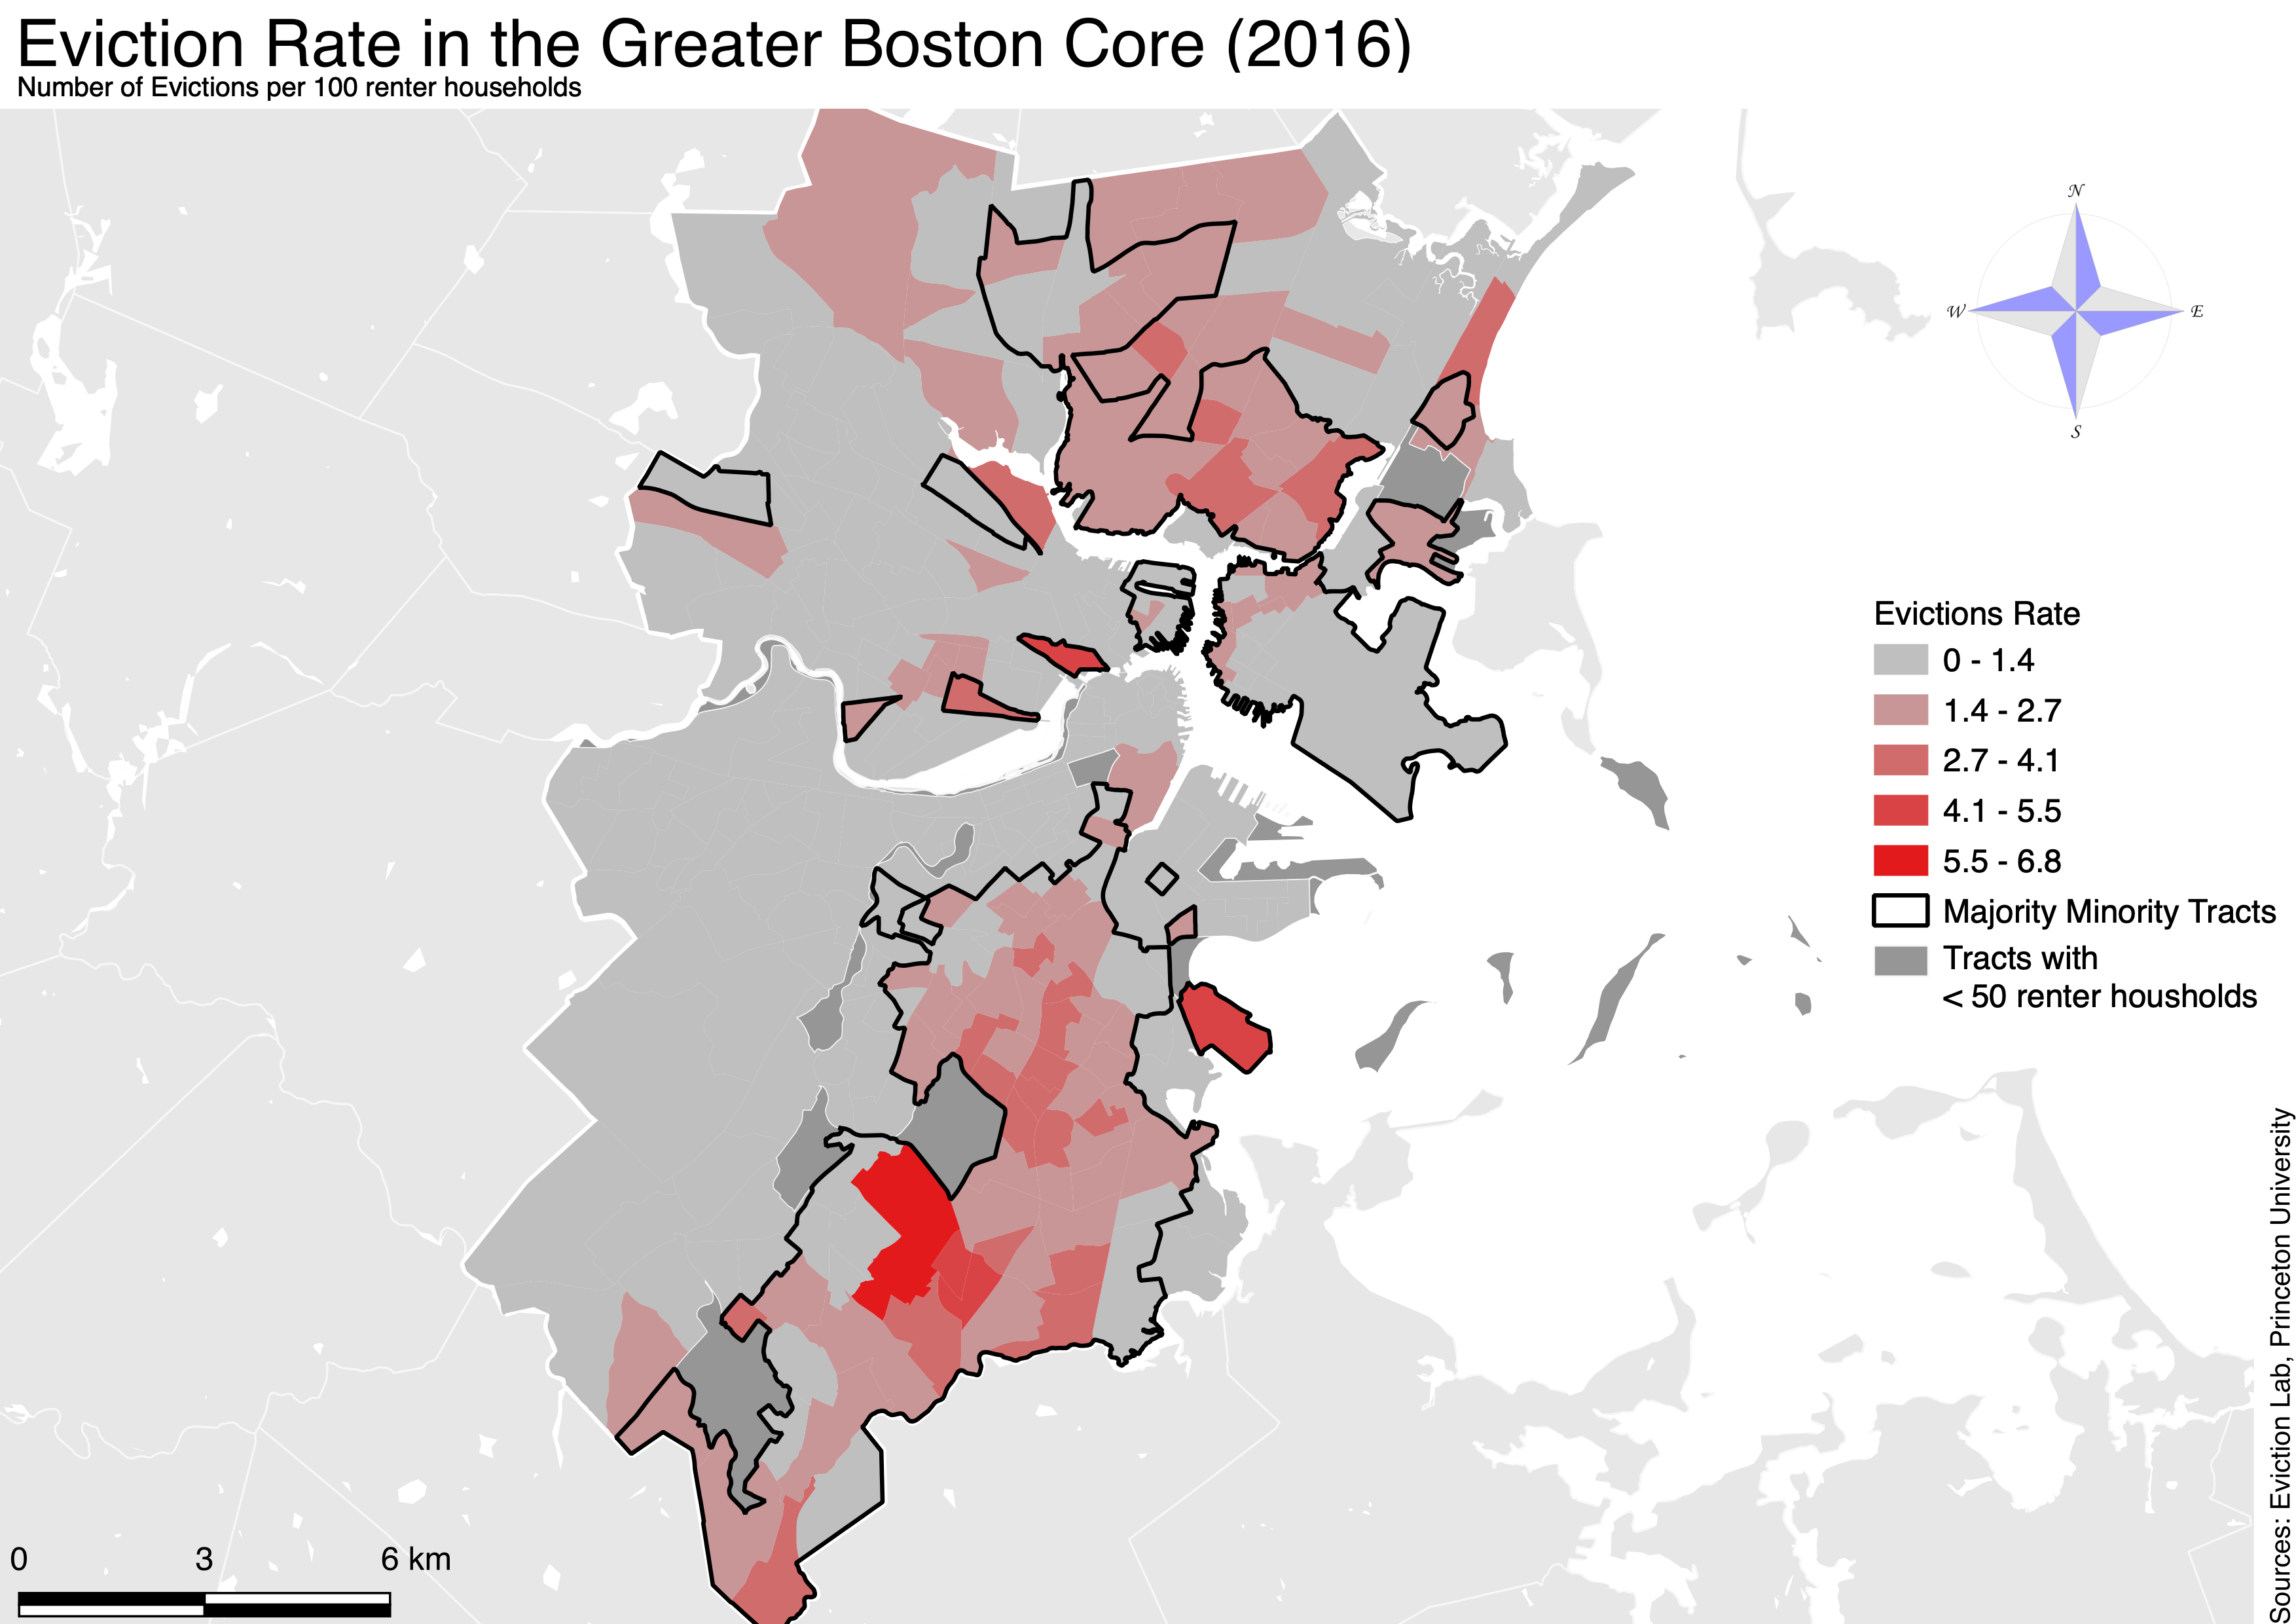 Eviction Rate in the Greater Boston Core (2016)
Number of Evictions per 100 renter households
N
W
E
S
Evictions Rate
0 - 1.4
1.4 - 2.7
2.7 - 4.1
4.1 - 5.5
5.5 - 6.8
Majority Minority Tracts
Tracts with
< 50 renter housholds
0 3 6 km
Sources: Eviction Lab, Princeton University